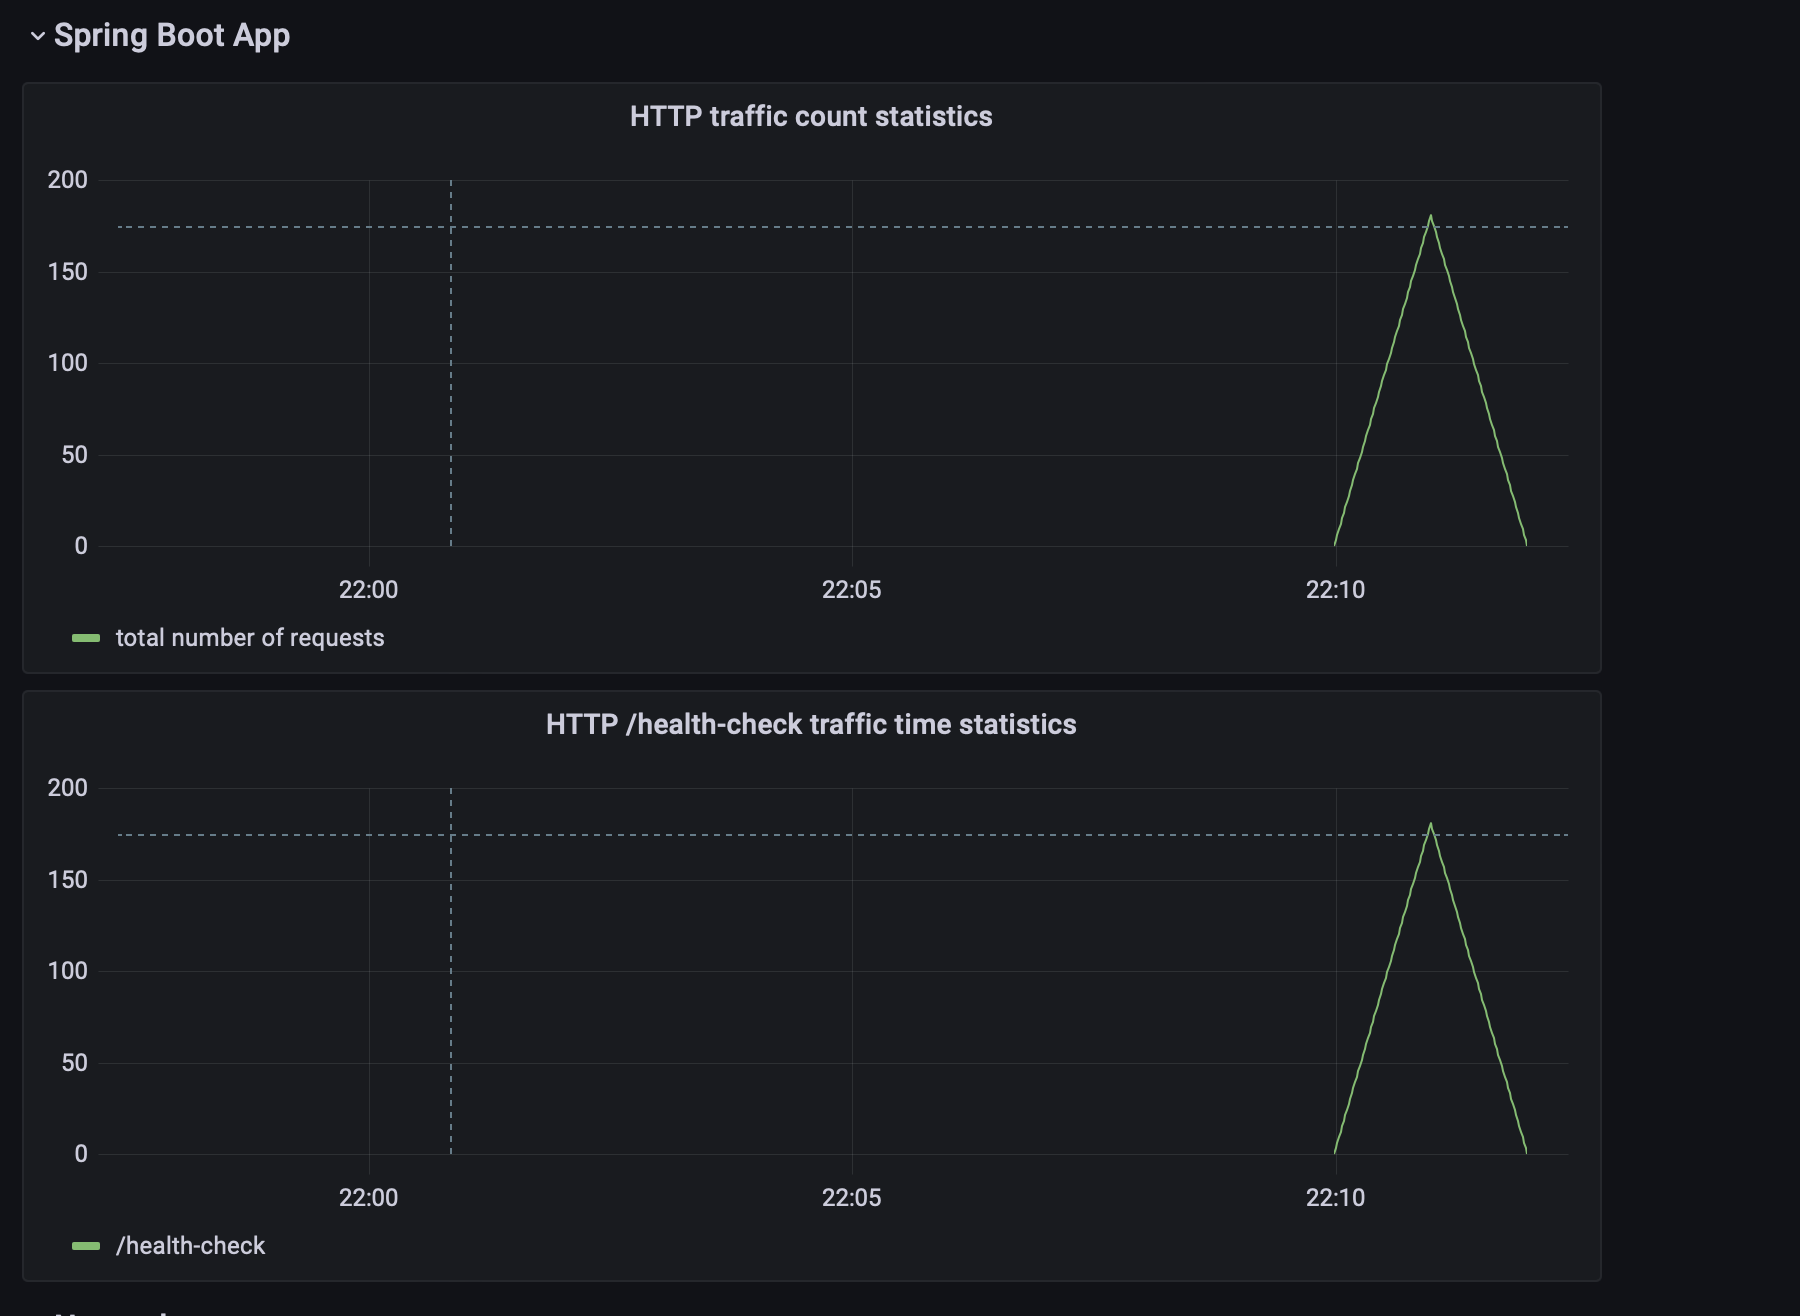 Spring Boot App
HTTP traffic count statistics
200
150
100
50
0
22:00 22:05 22:10
total number of requests
HTTP /health-check traffic time statistics
200
150
100
50
0
22:00 22:05 22:10
/health-check